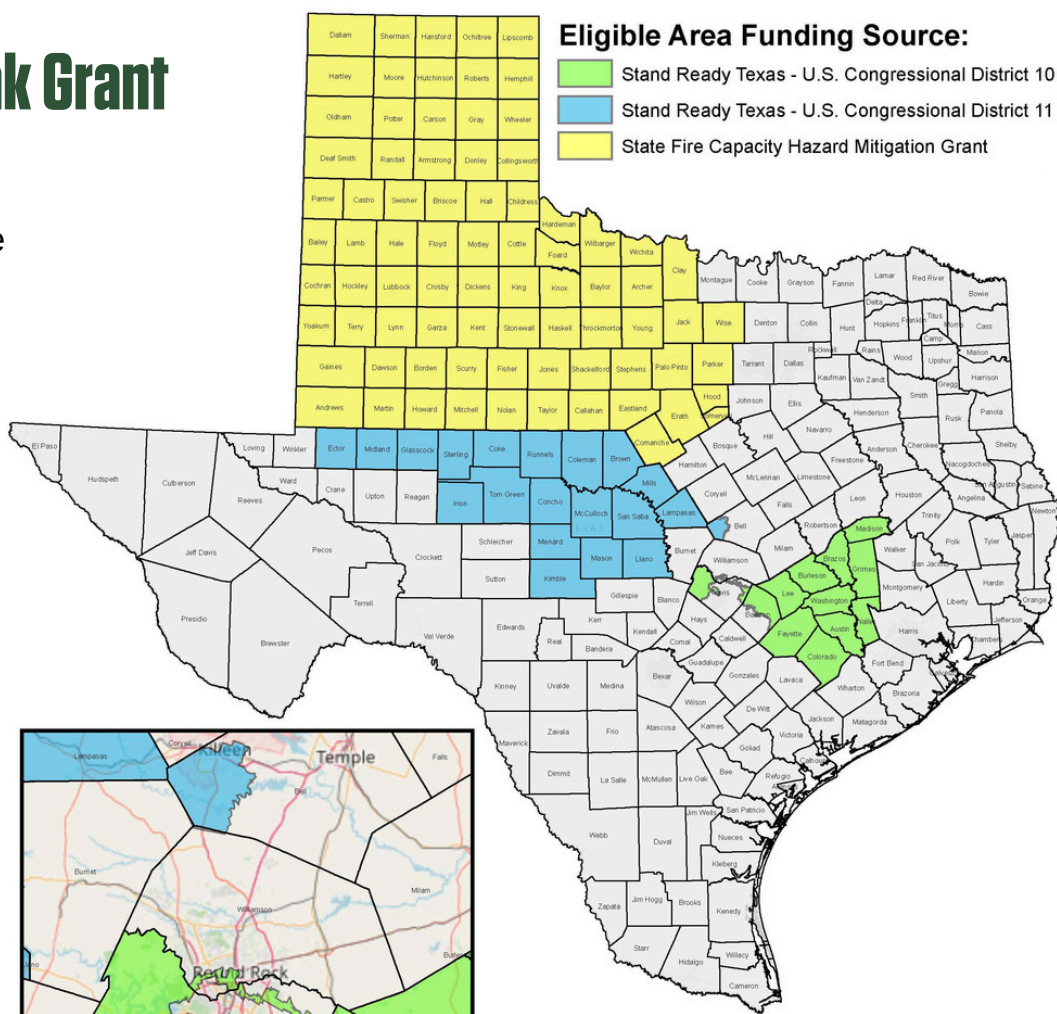 nk Grant
e
Eligible Area Funding Source:
Stand Ready Texas - U.S. Congressional District 10
Stand Ready Texas - U.S. Congressional District 11
State Fire Capacity Hazard Mitigation Grant
Dallam Sherman Hansford Ochiltree Lipscomb
Hartley Moore Hutchinson Roberts Hemphill
Oldham Potter Carson Gray Wheeler
Deaf Smith Randall Armstrong Donley Collingsworth
Parmer Castro Swisher Briscoe Hall Childress
Hardeman
Bailey Lamb Hale Floyd Motley Cottle Foard Wilbarger Wichita Clay
Montague Cooke Grayson Fannin Lamar Red River Bowie
Cochran Hockley Lubbock Crosby Dickens King Knox Baylor Archer
Delta Franklin Titus Morris Cass
Yoakum Terry Lynn Garza Kent Stonewall Haskell Throckmorton Young Jack Wise Denton Collin Hunt Hopkins Camp
Rockwall Rains Wood Upshur Marion
Gaines Dawson Borden Scurry Fisher Jones Shackelford Stephens Palo Pinto Parker Tarrant Dallas Kaufman Van Zandt Gregg Harrison
Andrews Martin Howard Mitchell Nolan Taylor Callahan Eastland Erath Hood Somervell Johnson Ellis Henderson Smith Rusk Panola
El Paso Loving Winkler Ector Midland Glasscock Sterling Coke Runnels Coleman Brown Comanche Bosque Hill Navarro Anderson Cherokee Shelby
Hudspeth Culberson Reeves Ward Crane Upton Reagan Irion Tom Green Concho McCulloch San Saba Mills Hamilton McLennan Limestone Freestone Nacogdoches San Augustin Sabine
TEXAS
Lampasas Coryell Bell Falls Leon Houston Angelina Newton
Jeff Davis Pecos Crockett Schleicher Menard Mason Llano Burnet Williamson Milam Robertson Madison Trinity Polk Tyler Jasper
Brazos Grimes Walker San Jacinto
Presidio Brewster Terrell Sutton Kimble Gillespie Blanco Travis Lee Burleson Washington Montgomery Liberty Hardin Orange
Val Verde Edwards Kerr Kendall Hays Bastrop Fayette Austin Waller Harris Chambers Jefferson
Real Bandera Comal Caldwell Colorado Fort Bend
Kinney Uvalde Medina Bexar Guadalupe Gonzales Lavaca Wharton Brazoria
Wilson De Witt Jackson Matagorda
Maverick Zavala Frio Atascosa Karnes Goliad Victoria Calhoun
Dimmit La Salle McMullen Live Oak Bee Refugio
Webb Duval Jim Wells San Patricio Nueces
Kleberg
Zapata Jim Hogg Brooks Kenedy
Starr Hidalgo Willacy
Cameron
Lampasas Coryell Killeen Temple Falls
Bell
Burnet Milam
Williamson
Round Rock